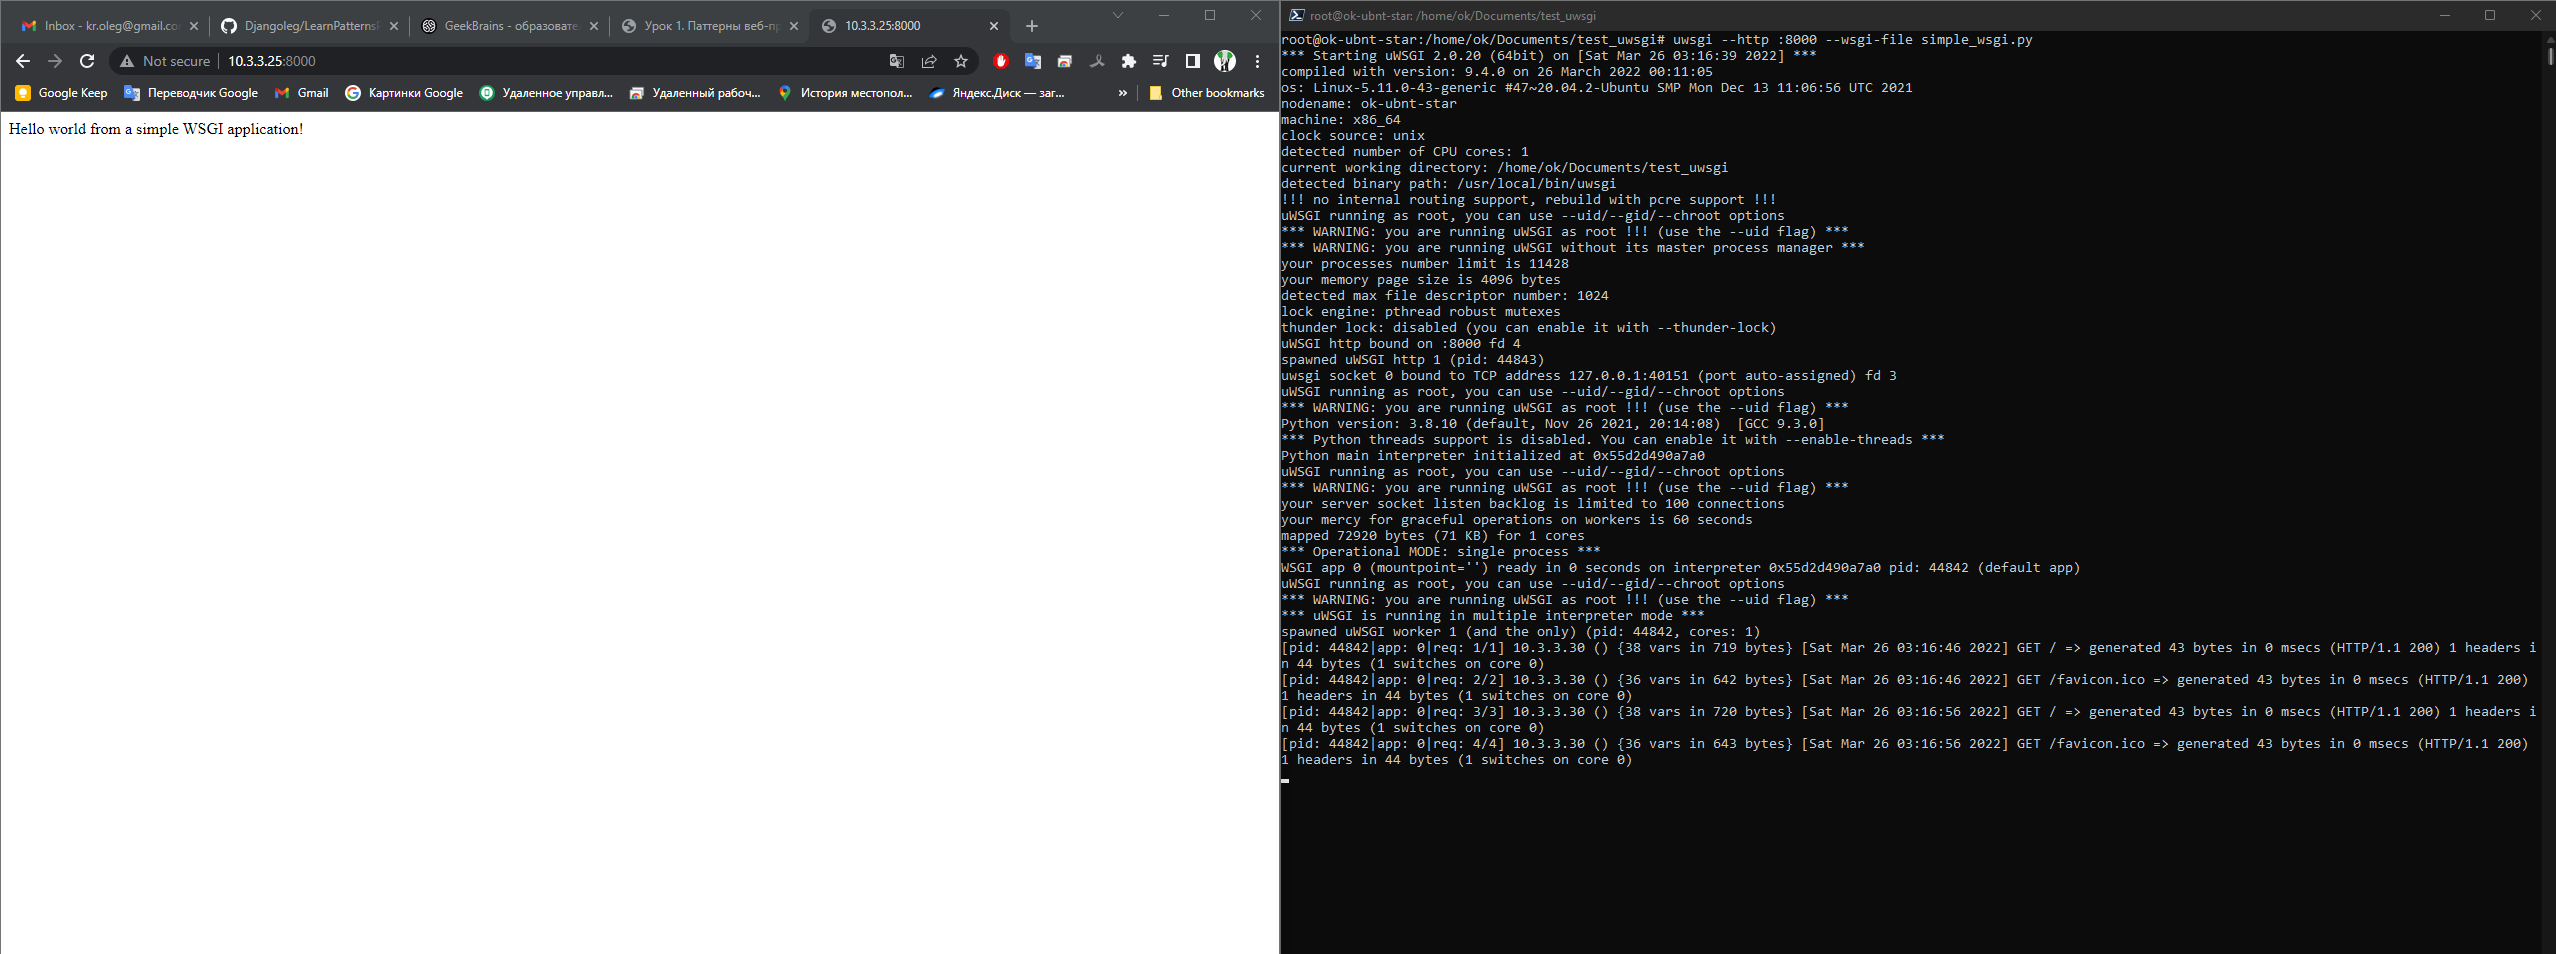 Inbox - kr.oleg@gmail.co
Djangoleg/LearnPatterns
GeekBrains - образовате
Урок 1. Паттерны веб-пр
10.3.3.25:8000
Not secure
10.3.3.25:8000
Google Keep
Переводчик Google
Gmail
Картинки Google
Удаленное управл...
Удаленный рабоч...
История местопол...
Яндекс.Диск — заг...
»
Other bookmarks
Hello world from a simple WSGI application!
root@ok-ubnt-star: /home/ok/Documents/test_uwsgi
root@ok-ubnt-star:/home/ok/Documents/test_uwsgi# uwsgi --http :8000 --wsgi-file simple_wsgi.py
*** Starting uWSGI 2.0.20 (64bit) on [Sat Mar 26 03:16:39 2022] ***
compiled with version: 9.4.0 on 26 March 2022 00:11:05
os: Linux-5.11.0-43-generic #47~20.04.2-Ubuntu SMP Mon Dec 13 11:06:56 UTC 2021
nodename: ok-ubnt-star
machine: x86_64
clock source: unix
detected number of CPU cores: 1
current working directory: /home/ok/Documents/test_uwsgi
detected binary path: /usr/local/bin/uwsgi
!!! no internal routing support, rebuild with pcre support !!!
uWSGI running as root, you can use --uid/--gid/--chroot options
*** WARNING: you are running uWSGI as root !!! (use the --uid flag) ***
*** WARNING: you are running uWSGI without its master process manager ***
your processes number limit is 11428
your memory page size is 4096 bytes
detected max file descriptor number: 1024
lock engine: pthread robust mutexes
thunder lock: disabled (you can enable it with --thunder-lock)
uWSGI http bound on :8000 fd 4
spawned uWSGI http 1 (pid: 44843)
uwsgi socket 0 bound to TCP address 127.0.0.1:40151 (port auto-assigned) fd 3
uWSGI running as root, you can use --uid/--gid/--chroot options
*** WARNING: you are running uWSGI as root !!! (use the --uid flag) ***
Python version: 3.8.10 (default, Nov 26 2021, 20:14:08)  [GCC 9.3.0]
*** Python threads support is disabled. You can enable it with --enable-threads ***
Python main interpreter initialized at 0x55d2d490a7a0
uWSGI running as root, you can use --uid/--gid/--chroot options
*** WARNING: you are running uWSGI as root !!! (use the --uid flag) ***
your server socket listen backlog is limited to 100 connections
your mercy for graceful operations on workers is 60 seconds
mapped 72920 bytes (71 KB) for 1 cores
*** Operational MODE: single process ***
WSGI app 0 (mountpoint='') ready in 0 seconds on interpreter 0x55d2d490a7a0 pid: 44842 (default app)
uWSGI running as root, you can use --uid/--gid/--chroot options
*** WARNING: you are running uWSGI as root !!! (use the --uid flag) ***
*** uWSGI is running in multiple interpreter mode ***
spawned uWSGI worker 1 (and the only) (pid: 44842, cores: 1)
[pid: 44842|app: 0|req: 1/1] 10.3.3.30 () {38 vars in 719 bytes} [Sat Mar 26 03:16:46 2022] GET / => generated 43 bytes in 0 msecs (HTTP/1.1 200) 1 headers i
n 44 bytes (1 switches on core 0)
[pid: 44842|app: 0|req: 2/2] 10.3.3.30 () {36 vars in 642 bytes} [Sat Mar 26 03:16:46 2022] GET /favicon.ico => generated 43 bytes in 0 msecs (HTTP/1.1 200)
1 headers in 44 bytes (1 switches on core 0)
[pid: 44842|app: 0|req: 3/3] 10.3.3.30 () {38 vars in 720 bytes} [Sat Mar 26 03:16:56 2022] GET / => generated 43 bytes in 0 msecs (HTTP/1.1 200) 1 headers i
n 44 bytes (1 switches on core 0)
[pid: 44842|app: 0|req: 4/4] 10.3.3.30 () {36 vars in 643 bytes} [Sat Mar 26 03:16:56 2022] GET /favicon.ico => generated 43 bytes in 0 msecs (HTTP/1.1 200)
1 headers in 44 bytes (1 switches on core 0)